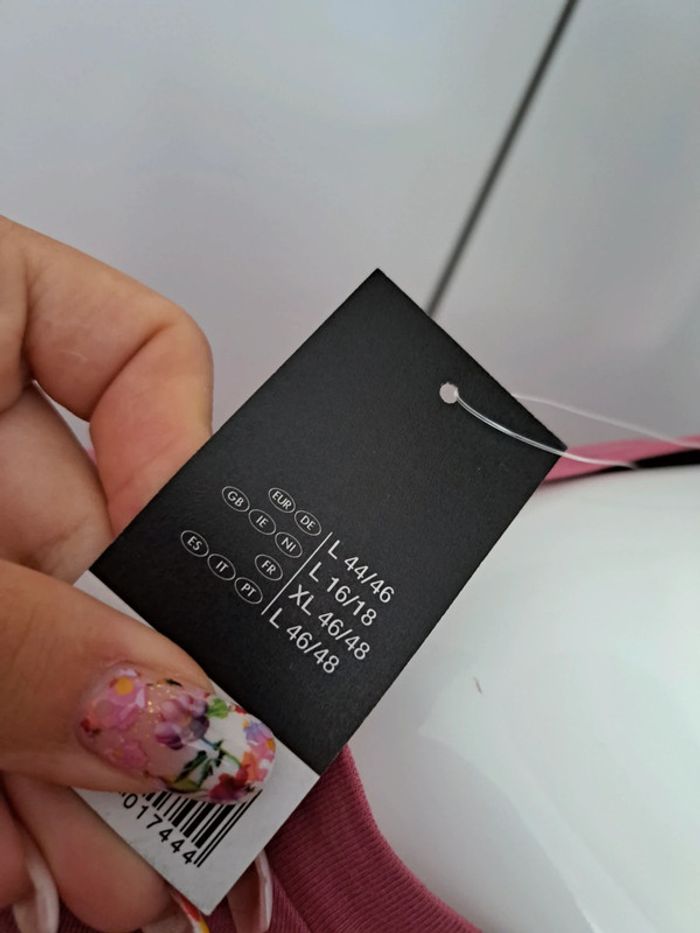 EUR DE L 44/46
GB IE NI L 16/18
FR XL 46/48
ES IT PT L 46/48
017444